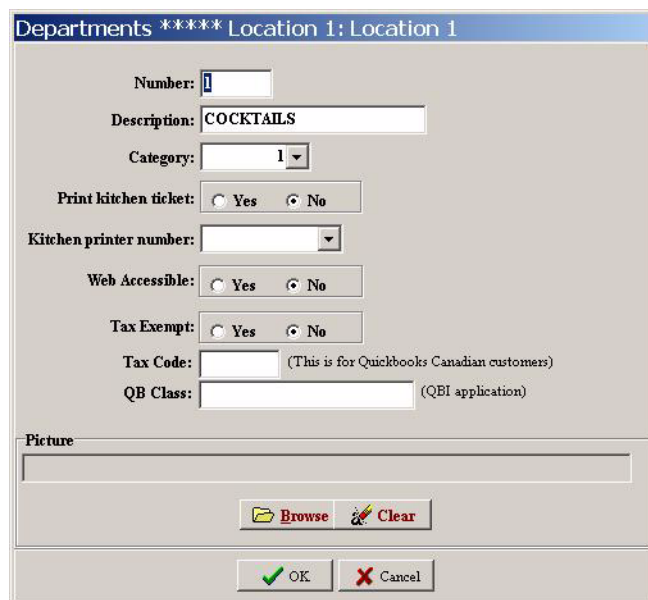 Departments ***** Location 1: Location 1
Number: 1
Description: COCKTAILS
Category: 1
Print kitchen ticket: Yes No
Kitchen printer number:
Web Accessible: Yes No
Tax Exempt: Yes No
Tax Code: (This is for Quickbooks Canadian customers)
QB Class: (QBI application)
Picture
Browse Clear
OK Cancel